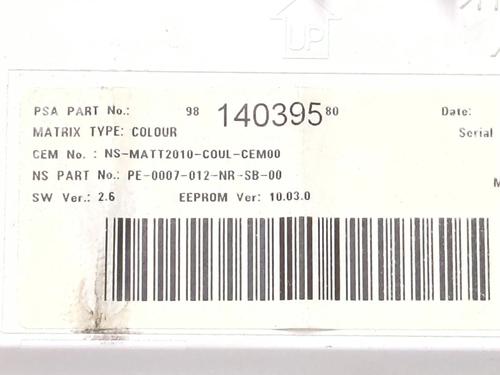 UP
PSA PART No.: 98 140395 80 Date:
MATRIX TYPE: COLOUR Serial
CEM No. : NS-MATT2010-COUL-CEM00
NS PART No.: PE-0007-012-NR-SB-00
SW Ver.: 2.6 EEPROM Ver: 10.03.0